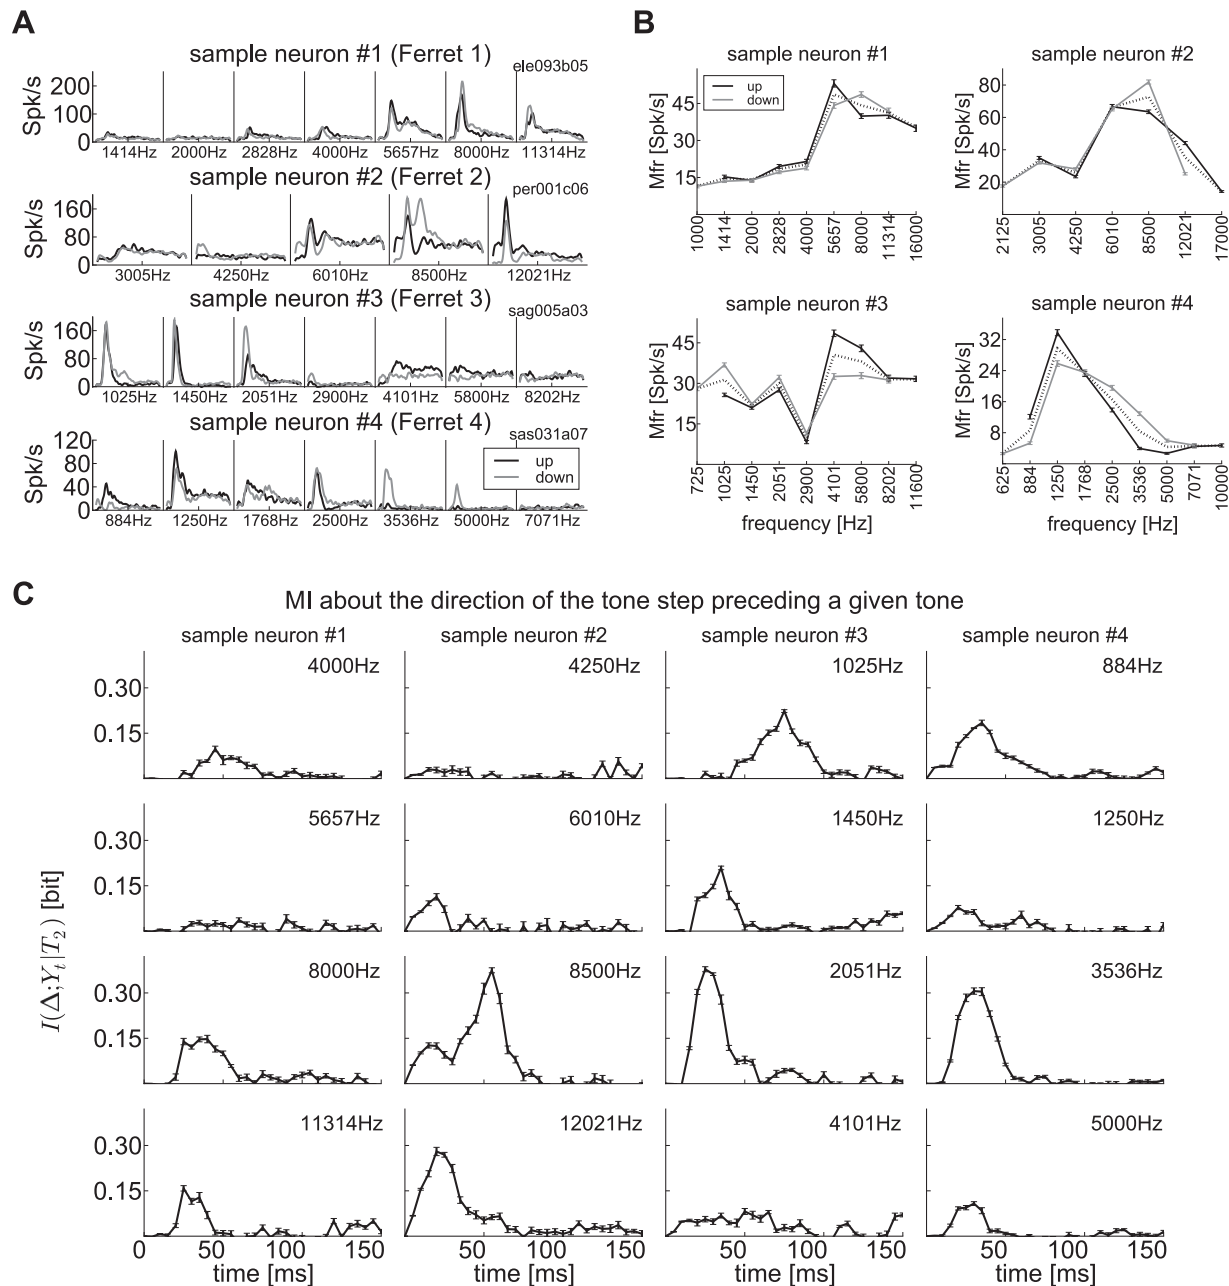 A
sample neuron #1 (Ferret 1)
ele093b05
Spk/s
200
100
0
1414Hz 2000Hz 2828Hz 4000Hz 5657Hz 8000Hz 11314Hz
sample neuron #2 (Ferret 2)
per001c06
Spk/s
160
80
0
3005Hz 4250Hz 6010Hz 8500Hz 12021Hz
sample neuron #3 (Ferret 3)
sag005a03
Spk/s
160
80
0
1025Hz 1450Hz 2051Hz 2900Hz 4101Hz 5800Hz 8202Hz
sample neuron #4 (Ferret 4)
sas031a07
Spk/s
120
80
40
0
up
down
884Hz 1250Hz 1768Hz 2500Hz 3536Hz 5000Hz 7071Hz
B
sample neuron #1
Mfr [Spk/s]
45
30
15
up
down
1000 1414 2000 2828 4000 5657 8000 11314 16000
sample neuron #2
Mfr [Spk/s]
80
60
40
20
2125 3005 4250 6010 8500 12021 17000
sample neuron #3
Mfr [Spk/s]
45
30
15
725 1025 1450 2051 2900 4101 5800 8202 11600
frequency [Hz]
sample neuron #4
Mfr [Spk/s]
32
24
16
8
625 884 1250 1768 2500 3536 5000 7071 10000
frequency [Hz]
C
MI about the direction of the tone step preceding a given tone
sample neuron #1 sample neuron #2 sample neuron #3 sample neuron #4
I(Δ;Y_t|T_2) [bit]
4000Hz 4250Hz 1025Hz 884Hz
0.30
0.15
5657Hz 6010Hz 1450Hz 1250Hz
0.30
0.15
8000Hz 8500Hz 2051Hz 3536Hz
0.30
0.15
11314Hz 12021Hz 4101Hz 5000Hz
0.30
0.15
0 50 100 150 50 100 150 50 100 150 50 100 150
time [ms] time [ms] time [ms] time [ms]